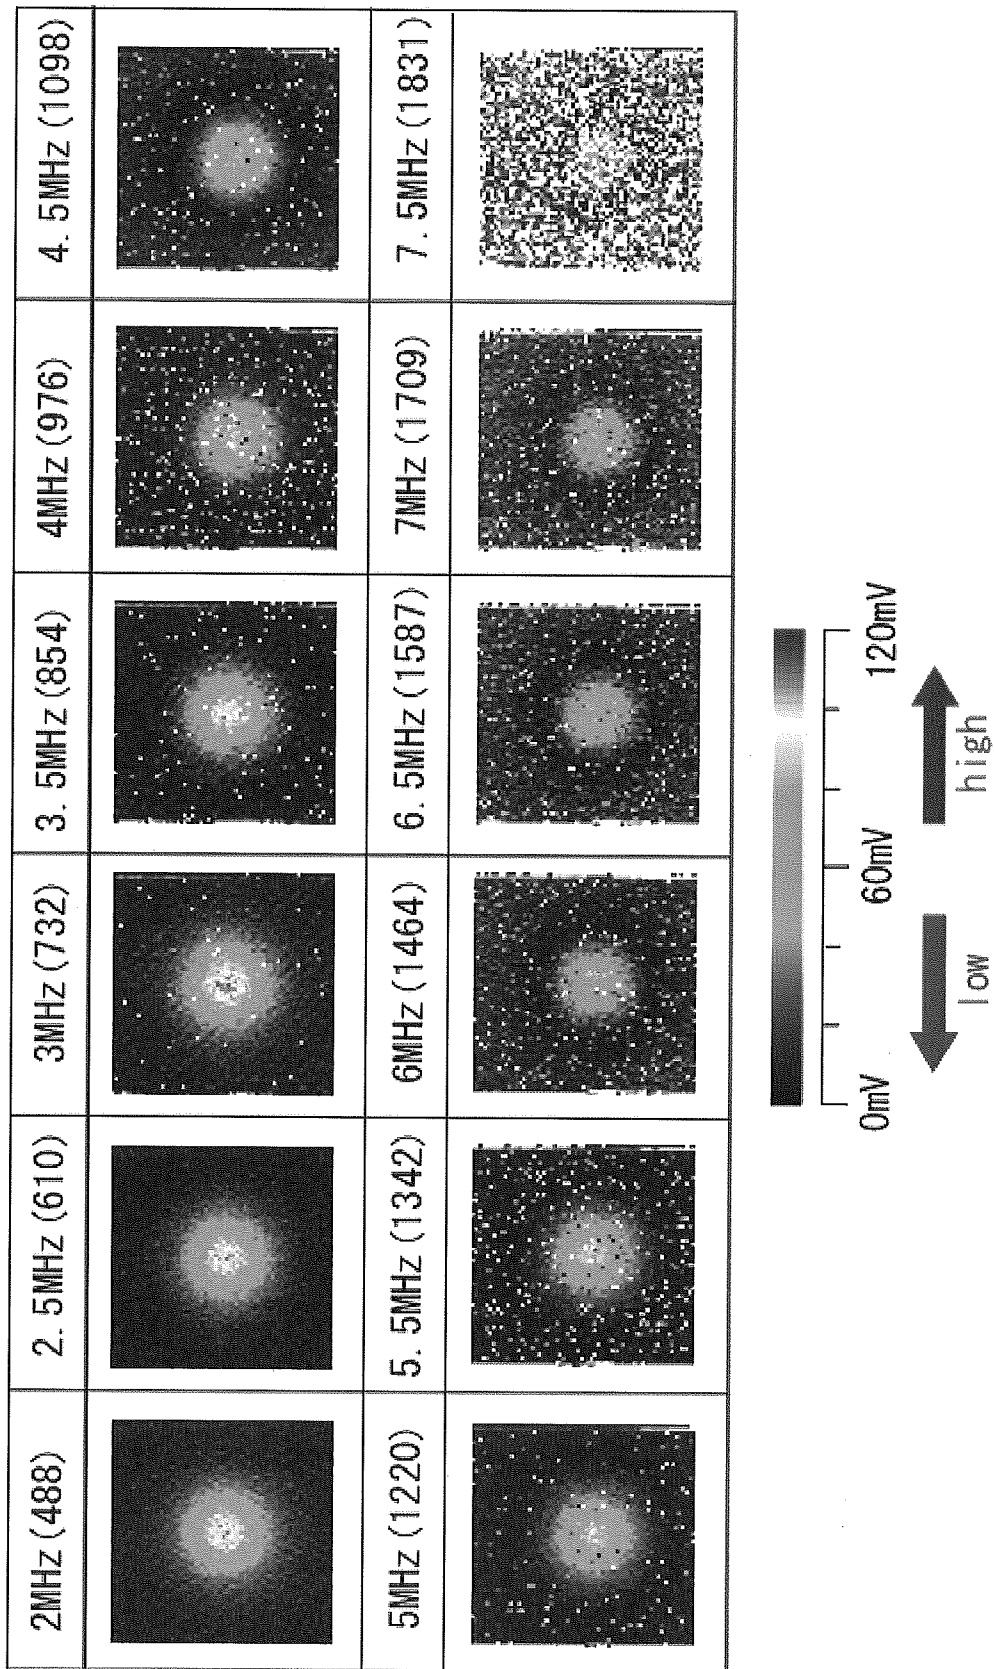 2MHz (488)
2. 5MHz (610)
3MHz (732)
3. 5MHz (854)
4MHz (976)
4. 5MHz (1098)
5MHz (1220)
5. 5MHz (1342)
6MHz (1464)
6. 5MHz (1587)
7MHz (1709)
7. 5MHz (1831)
0mV
60mV
120mV
low
high